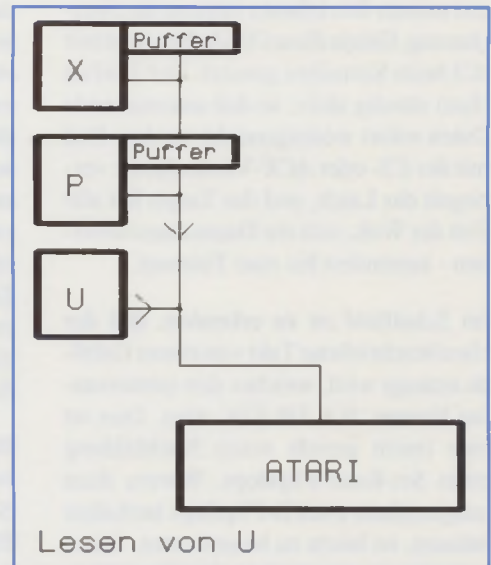 Puffer
X
Puffer
P
U
ATARI
Lesen von U